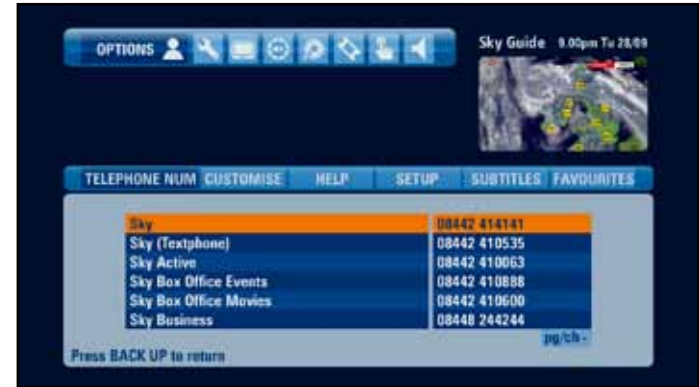 OPTIONS
Sky Guide 9.00pm Tu 28/09
TELEPHONE NUM CUSTOMISE HELP SETUP SUBTITLES FAVOURITES
Sky 08442 414141
Sky (Textphone) 08442 410535
Sky Active 08442 410063
Sky Box Office Events 08442 410888
Sky Box Office Movies 08442 410600
Sky Business 08448 244244
pg/ch -
Press BACK UP to return